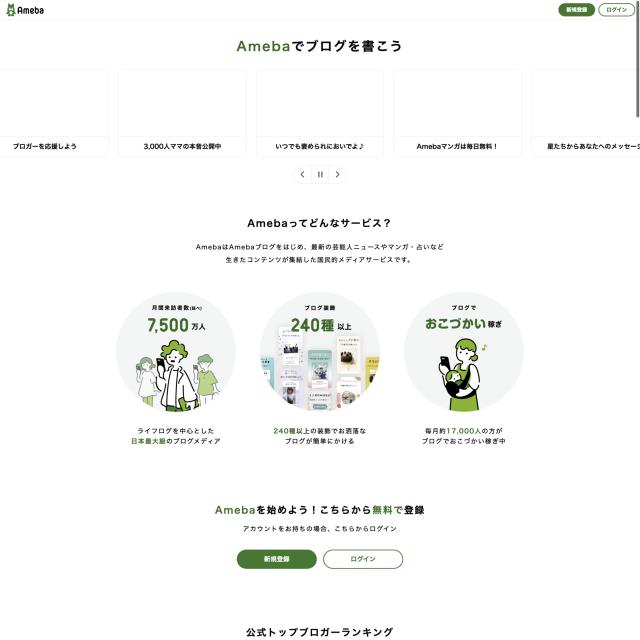 Ameba
新規登録
ログイン
Amebaでブログを書こう
ブロガーを応援しよう
3,000人ママの本音公開中
いつでも褒められにおいでよ♪
Amebaマンガは毎日無料！
星たちからあなたへのメッセージ
Amebaってどんなサービス？
AmebaはAmebaブログをはじめ、最新の芸能人ニュースやマンガ・占いなど
生きたコンテンツが集結した国民的メディアサービスです。
月間来訪者数(延べ)
7,500万人
ブログ装飾
240種以上
ブログで
おこづかい稼ぎ
ライフログを中心とした
日本最大級のブログメディア
240種以上の装飾でお洒落な
ブログが簡単にかける
毎月約17,000人の方が
ブログでおこづかい稼ぎ中
Amebaを始めよう！こちらから無料で登録
アカウントをお持ちの場合、こちらからログイン
新規登録
ログイン
公式トップブロガーランキング